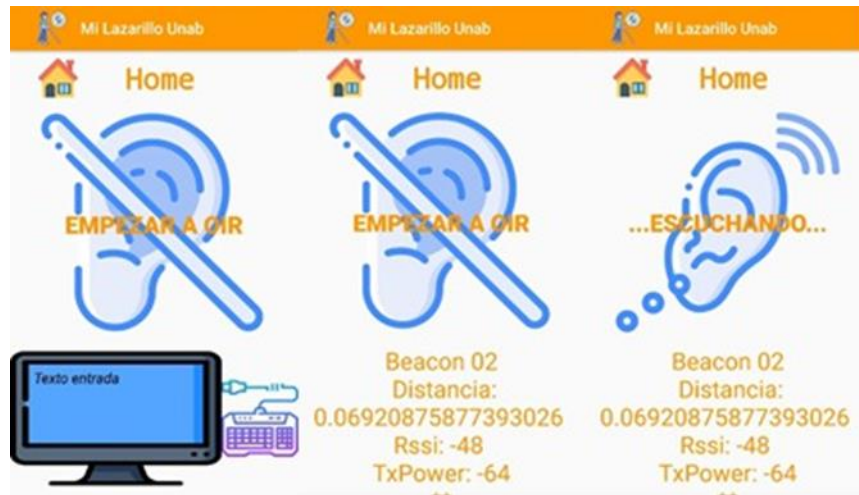 Mi Lazarillo Unab
Home
EMPEZAR A OIR
Texto entrada
Mi Lazarillo Unab
Home
EMPEZAR A OIR
Beacon 02
Distancia:
0.06920875877393026
Rssi: -48
TxPower: -64
Mi Lazarillo Unab
Home
...ESCUCHANDO...
Beacon 02
Distancia:
0.06920875877393026
Rssi: -48
TxPower: -64